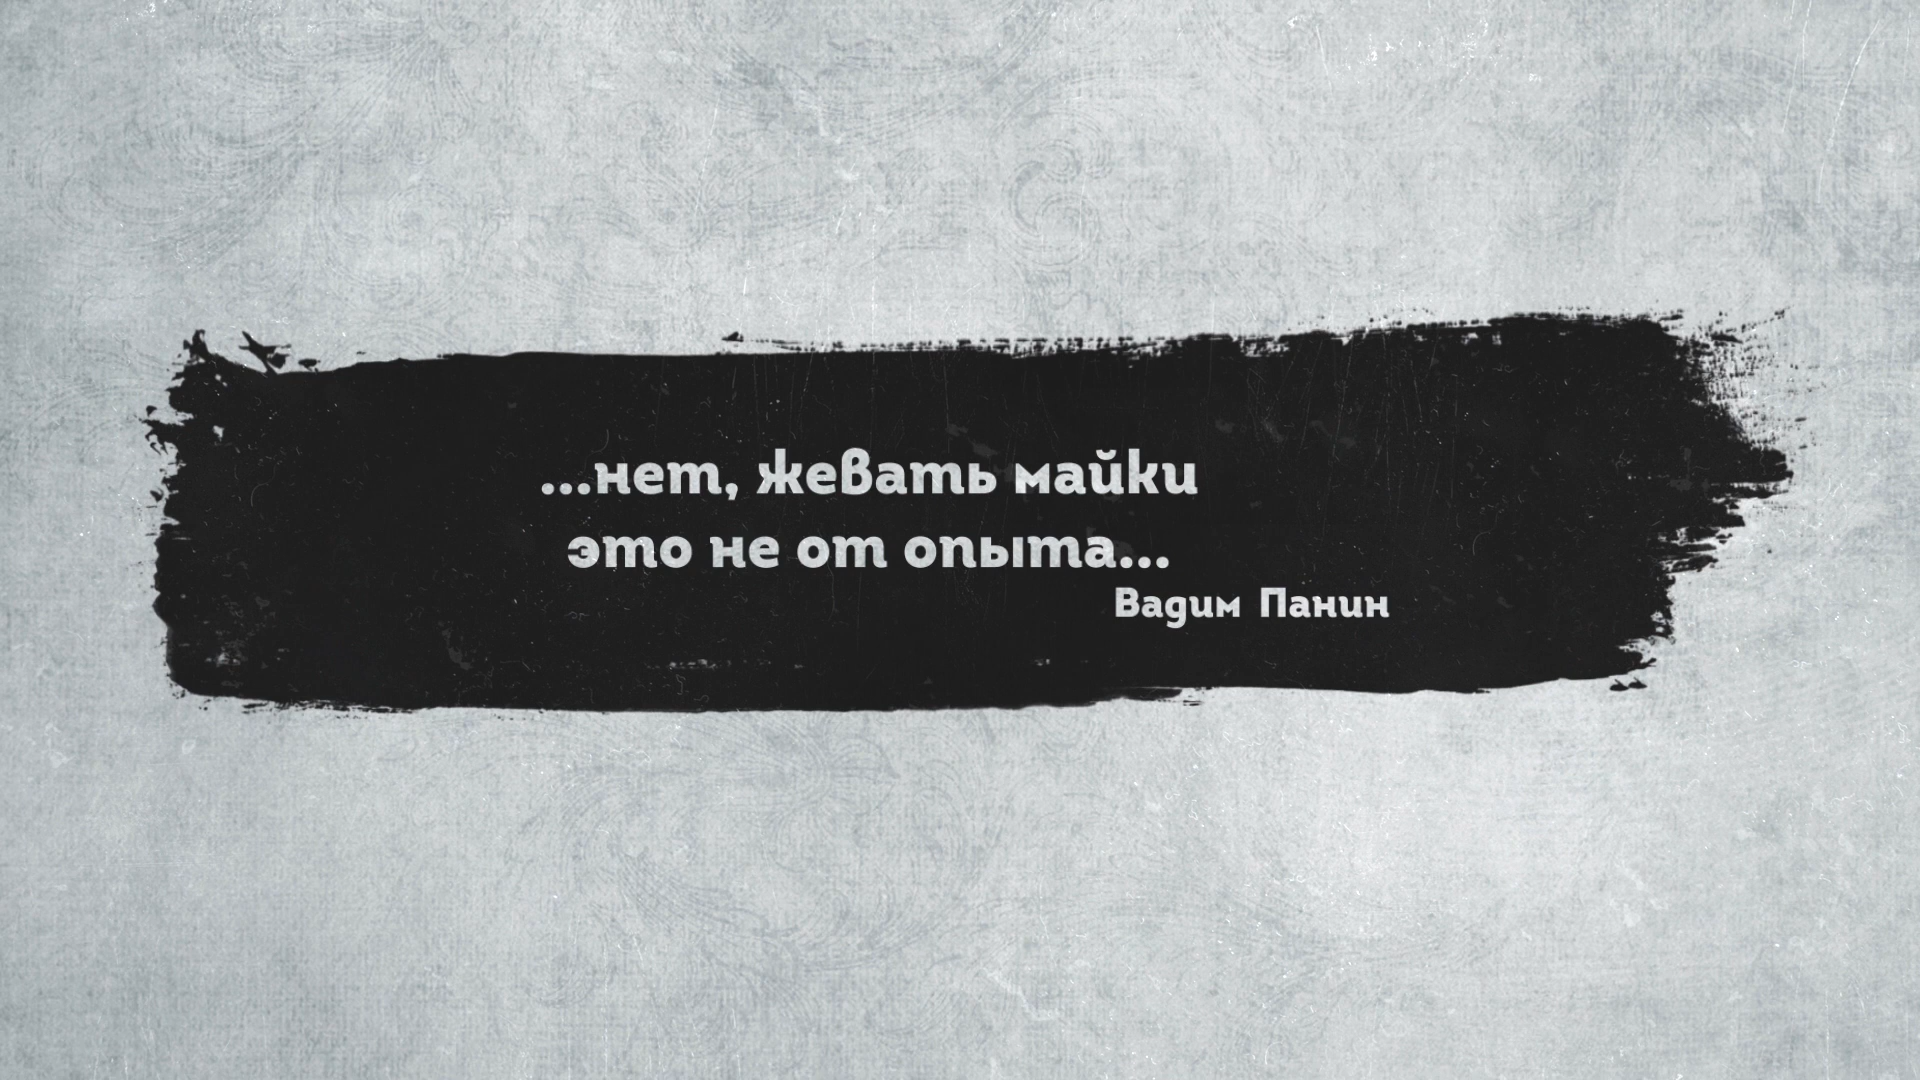 ...нет, жевать майки
это не от опыта...
Вадим Панин